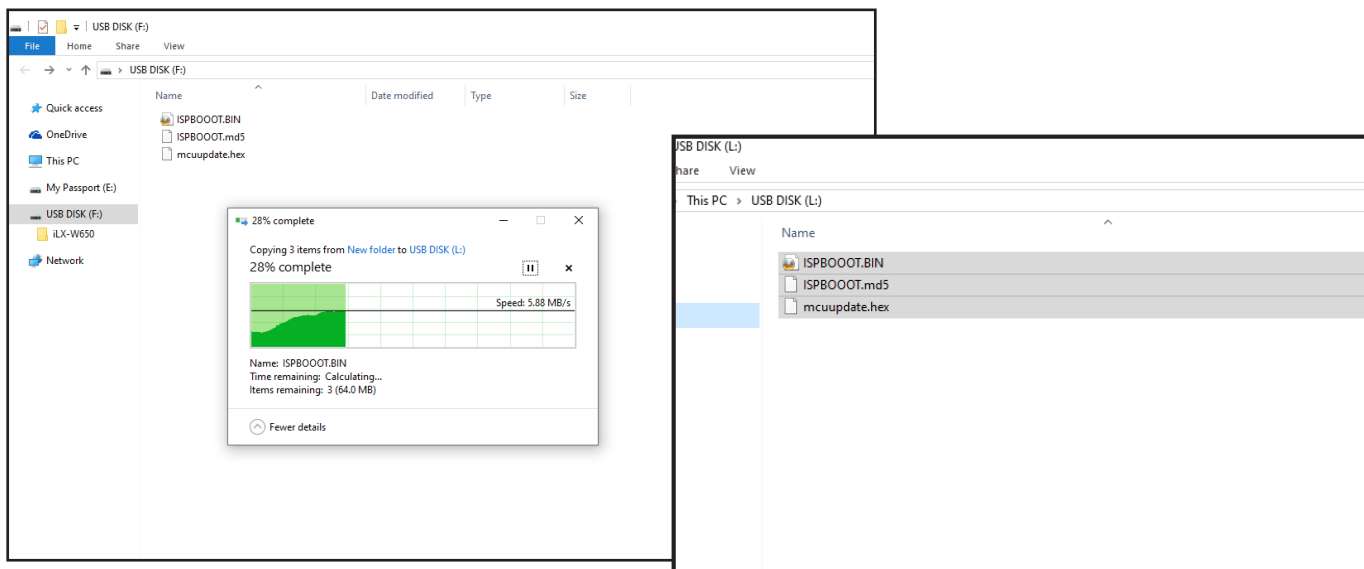 USB DISK (F:)
File Home Share View
USB DISK (F:)
Name Date modified Type Size
Quick access
OneDrive
This PC
My Passport (E:)
USB DISK (F:)
iLX-W650
Network
ISPBOOOT.BIN
ISPBOOOT.md5
mcuupdate.hex
28% complete
Copying 3 items from New folder to USB DISK (L:)
28% complete
Speed: 5.88 MB/s
Name: ISPBOOOT.BIN
Time remaining: Calculating...
Items remaining: 3 (64.0 MB)
Fewer details
USB DISK (L:)
hare View
This PC > USB DISK (L:)
Name
ISPBOOOT.BIN
ISPBOOOT.md5
mcuupdate.hex